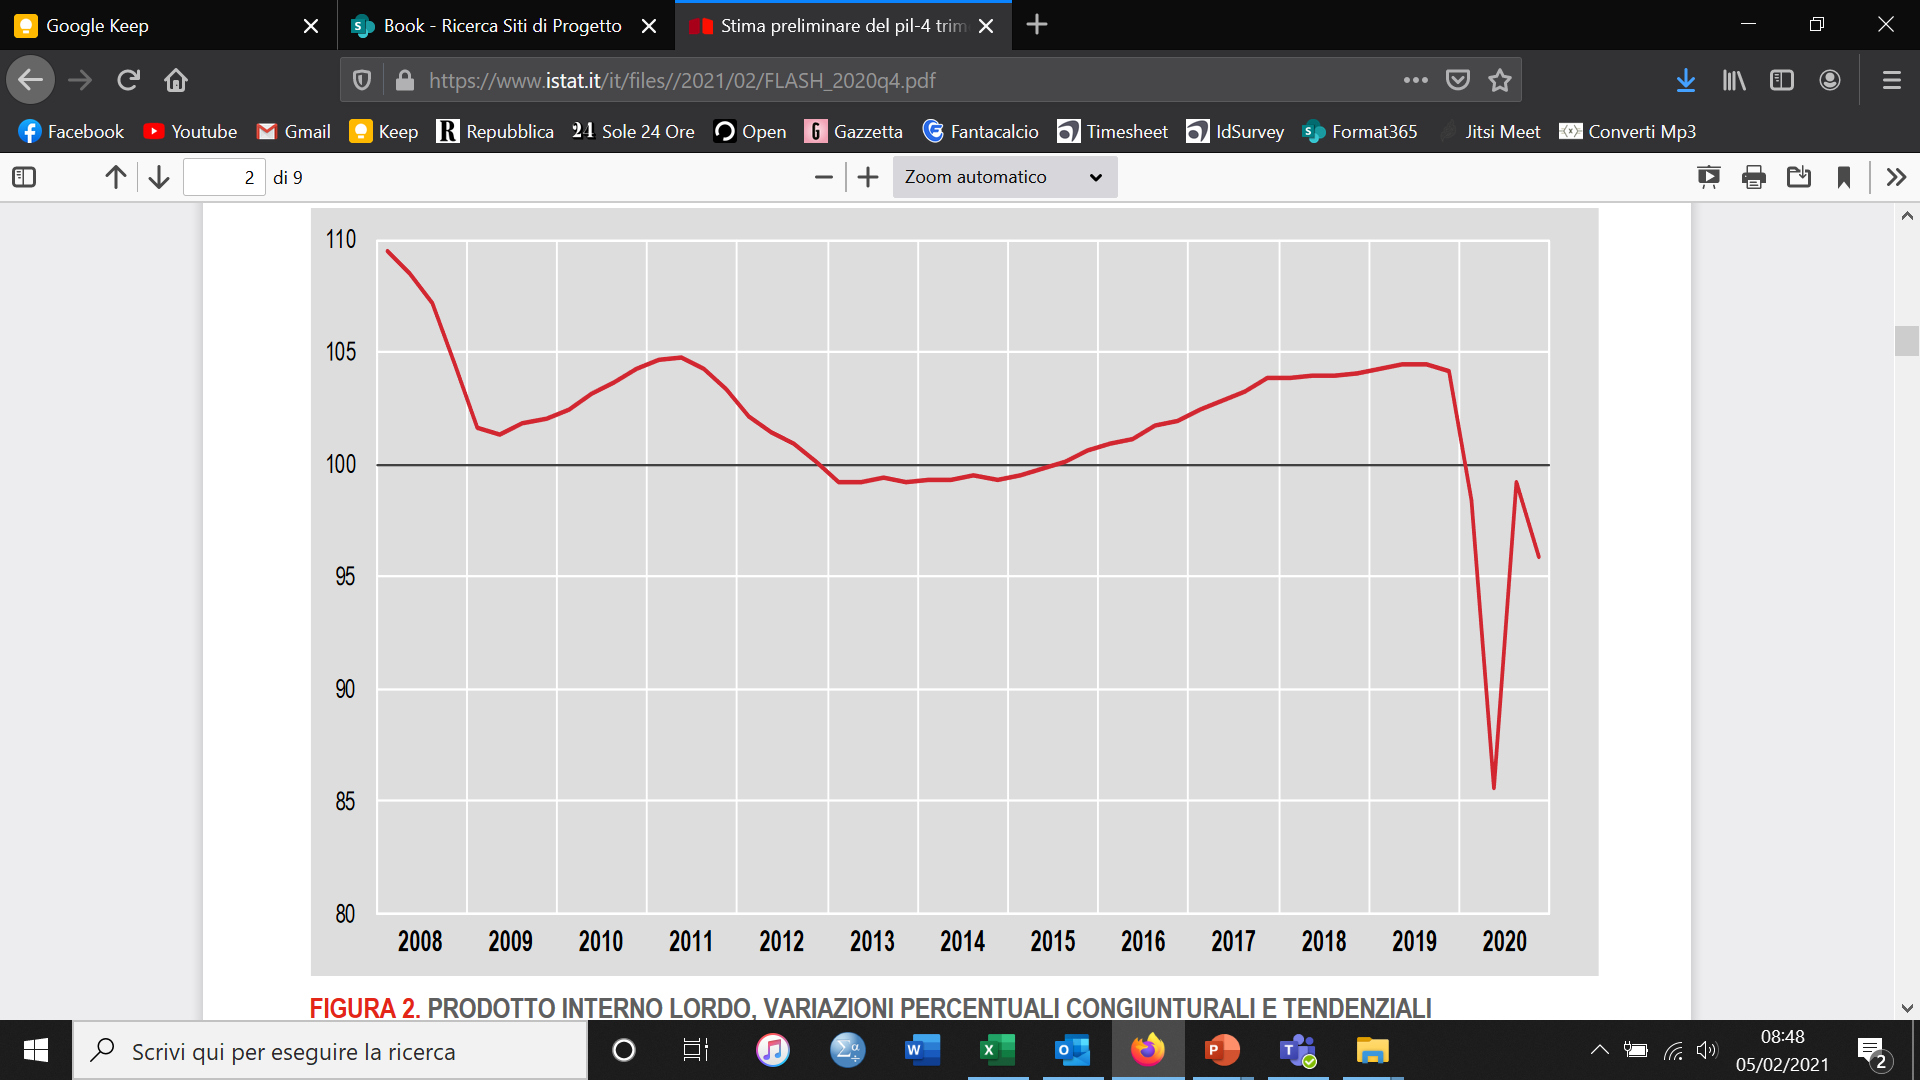 Google Keep
Book - Ricerca Siti di Progetto
Stima preliminare del pil-4 trim
https://www.istat.it/it/files//2021/02/FLASH_2020q4.pdf
Facebook Youtube Gmail Keep Repubblica 24 Sole 24 Ore Open Gazzetta Fantacalcio Timesheet IdSurvey Format365 Jitsi Meet Converti Mp3
2 di 9 Zoom automatico
110
105
100
95
90
85
80
2008 2009 2010 2011 2012 2013 2014 2015 2016 2017 2018 2019 2020
FIGURA 2. PRODOTTO INTERNO LORDO, VARIAZIONI PERCENTUALI CONGIUNTURALI E TENDENZIALI
Scrivi qui per eseguire la ricerca
08:48
05/02/2021
2